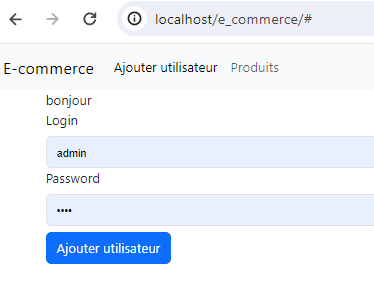 localhost/e_commerce/#
E-commerce Ajouter utilisateur Produits
bonjour
Login
admin
Password
••••
Ajouter utilisateur